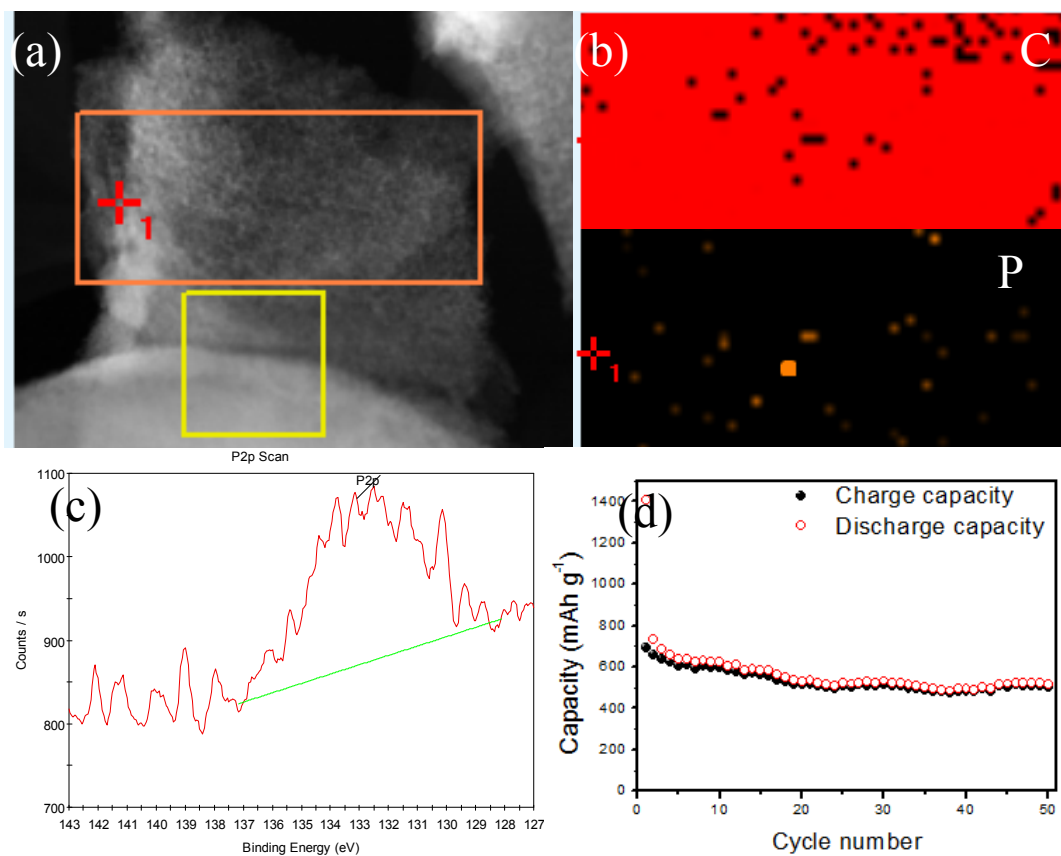 (a)
1
(b)
C
P
1
P2p Scan
(c)
P2p
1100
1000
900
800
700
Counts / s
143 142 141 140 139 138 137 136 135 134 133 132 131 130 129 128 127
Binding Energy (eV)
(d)
Charge capacity
Discharge capacity
1400
1200
1000
800
600
400
200
0
Capacity (mAh g⁻¹)
0 10 20 30 40 50
Cycle number